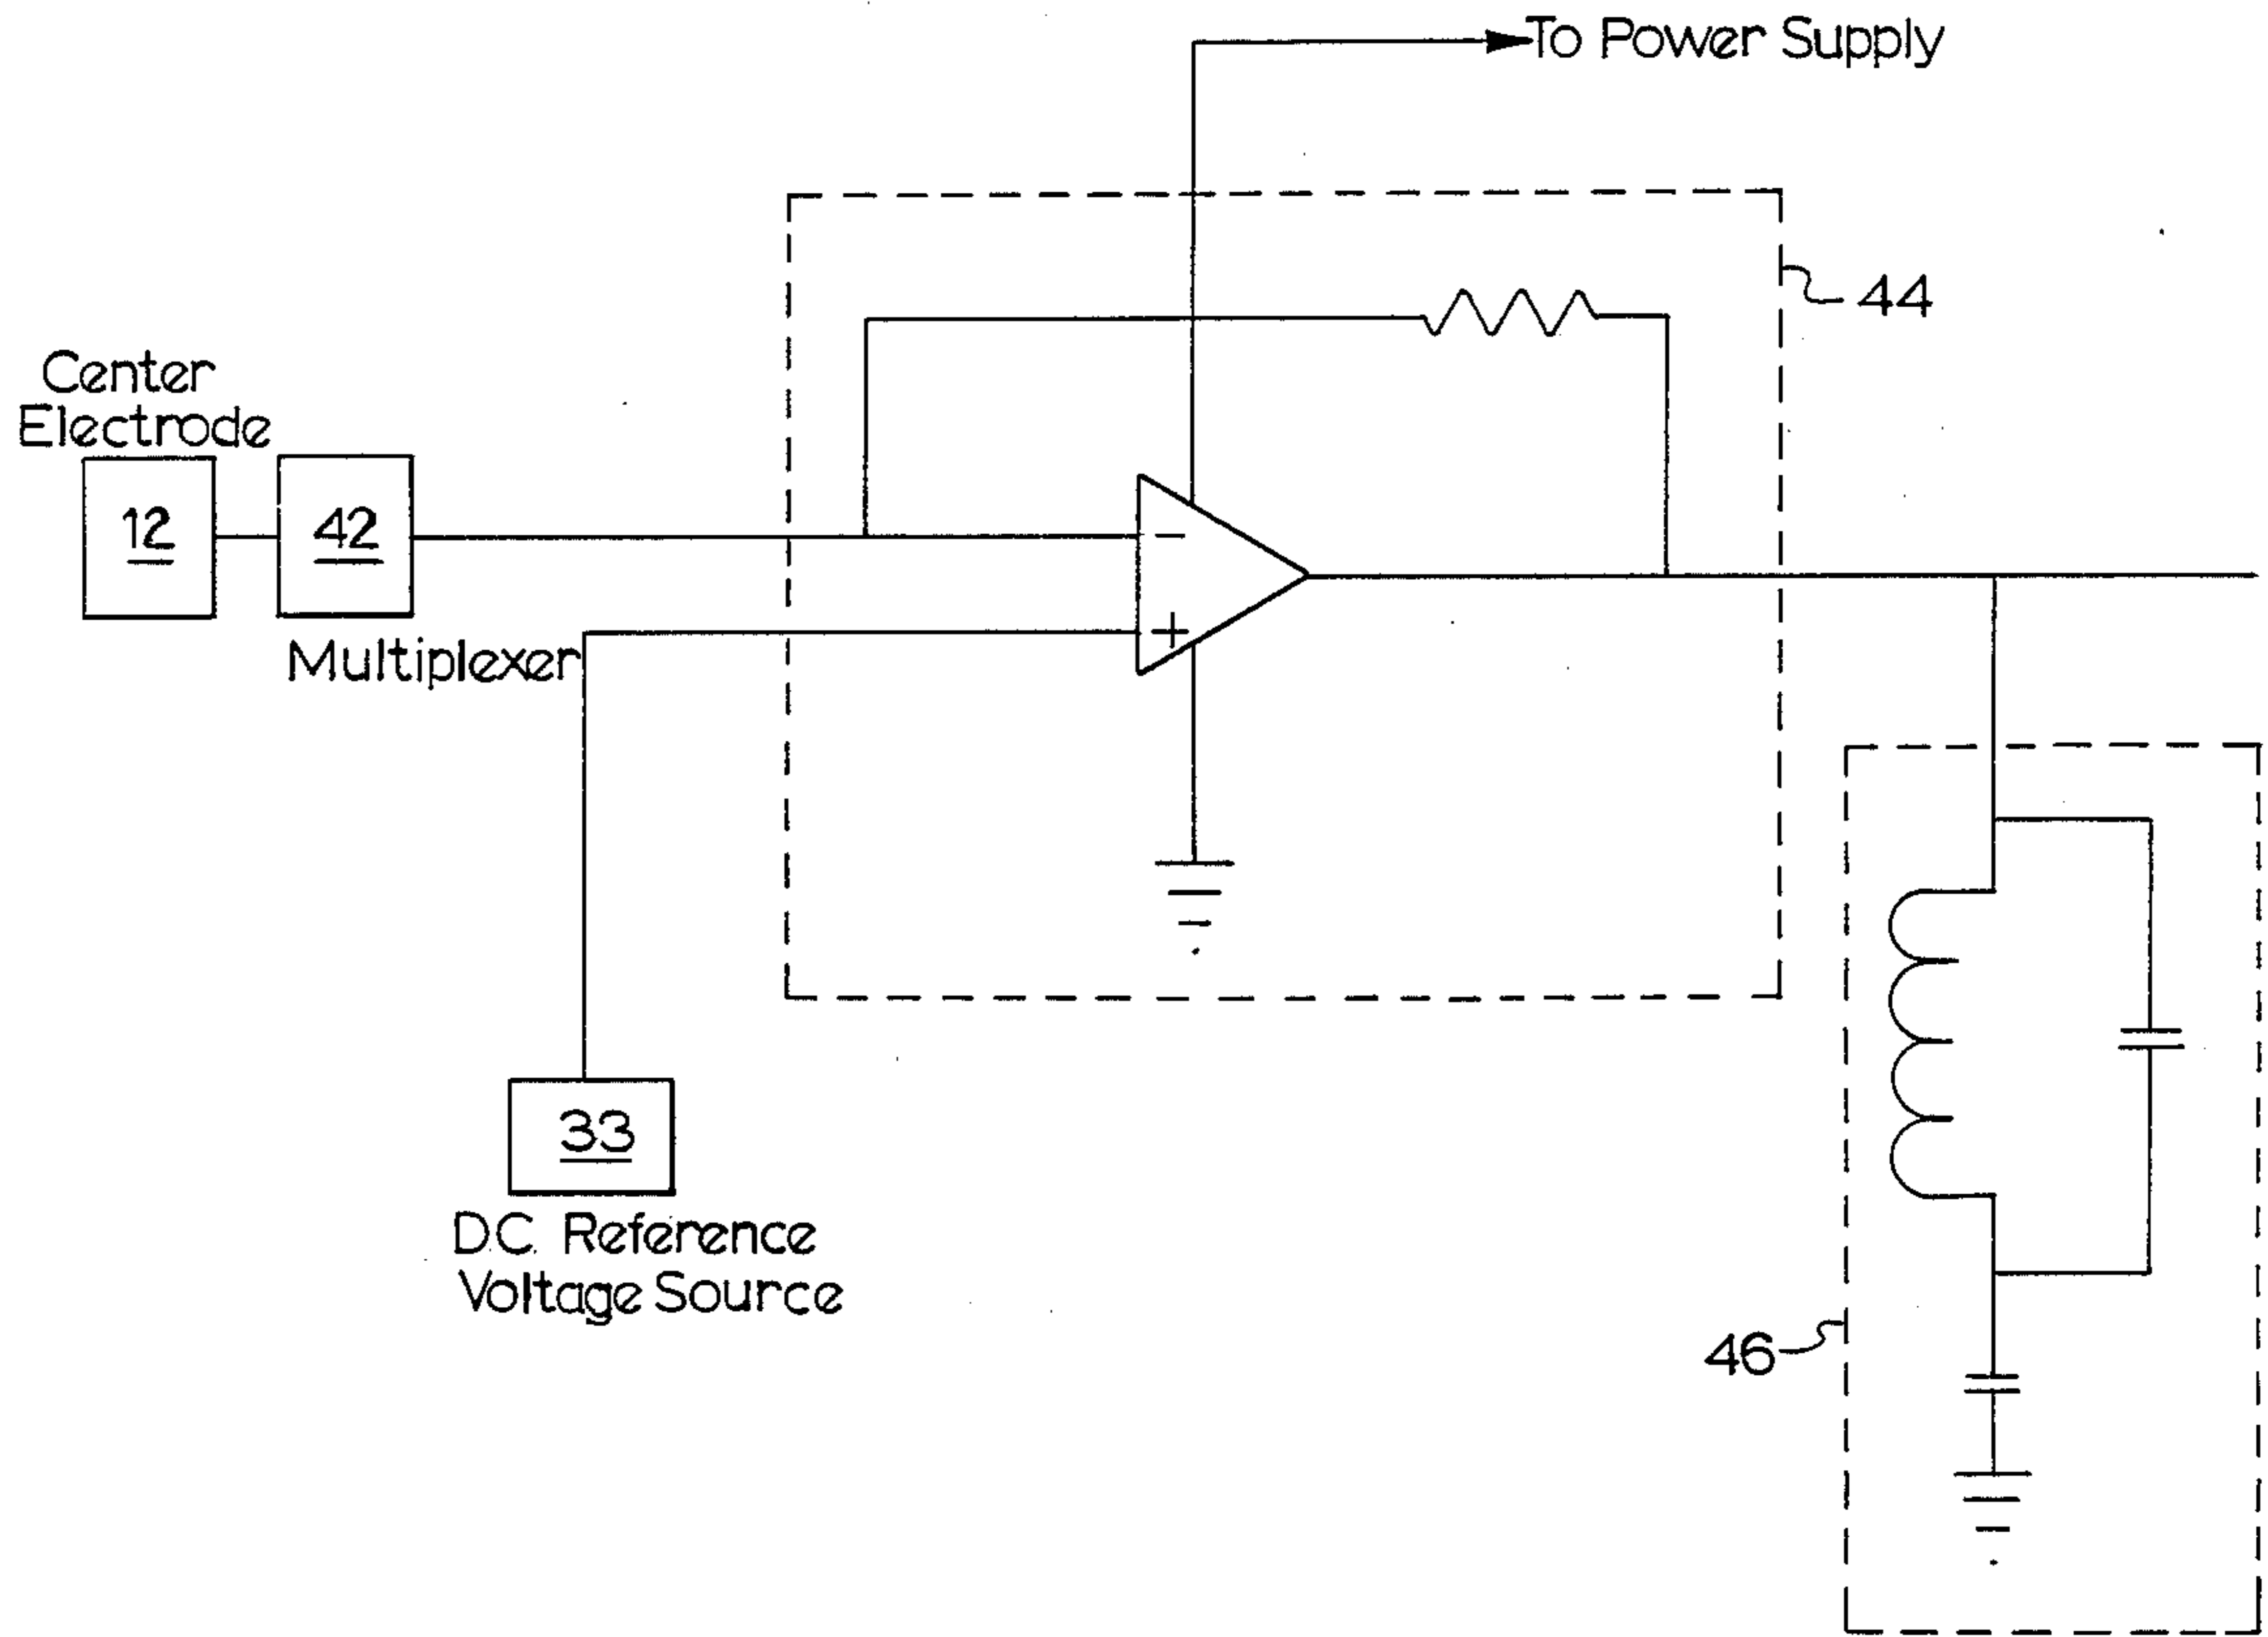 To Power Supply
44
Center
Electrode
12
42
Multiplexer
−
+
33
D.C. Reference
Voltage Source
46